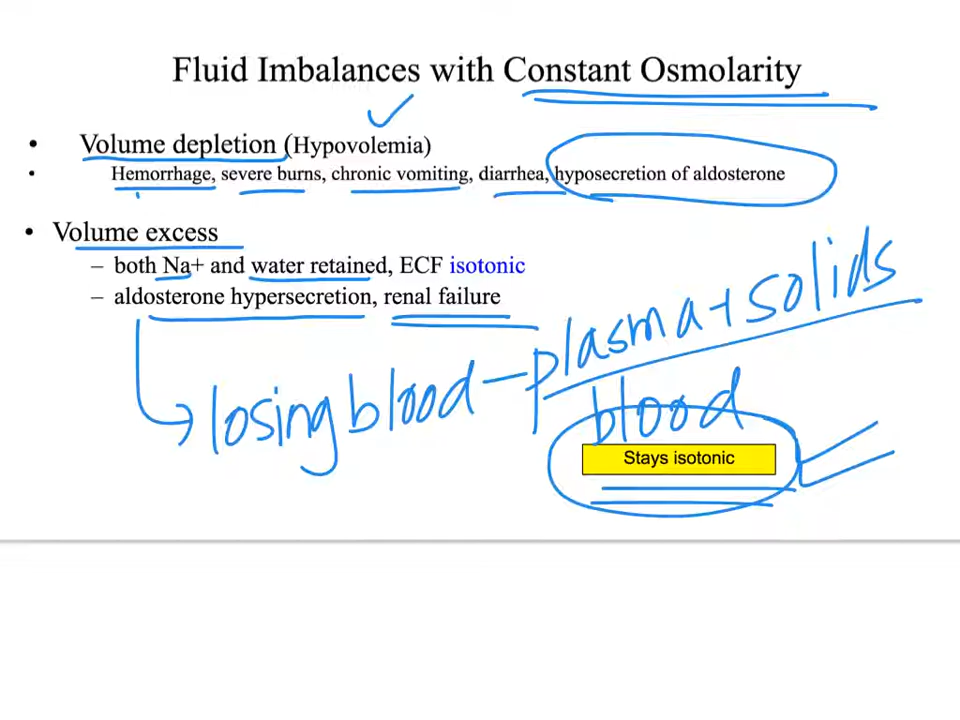 Fluid Imbalances with Constant Osmolarity
• Volume depletion (Hypovolemia)
• Hemorrhage, severe burns, chronic vomiting, diarrhea, hyposecretion of aldosterone
• Volume excess
– both Na+ and water retained, ECF isotonic
– aldosterone hypersecretion, renal failure
losing blood – plasma + solids
blood
Stays isotonic